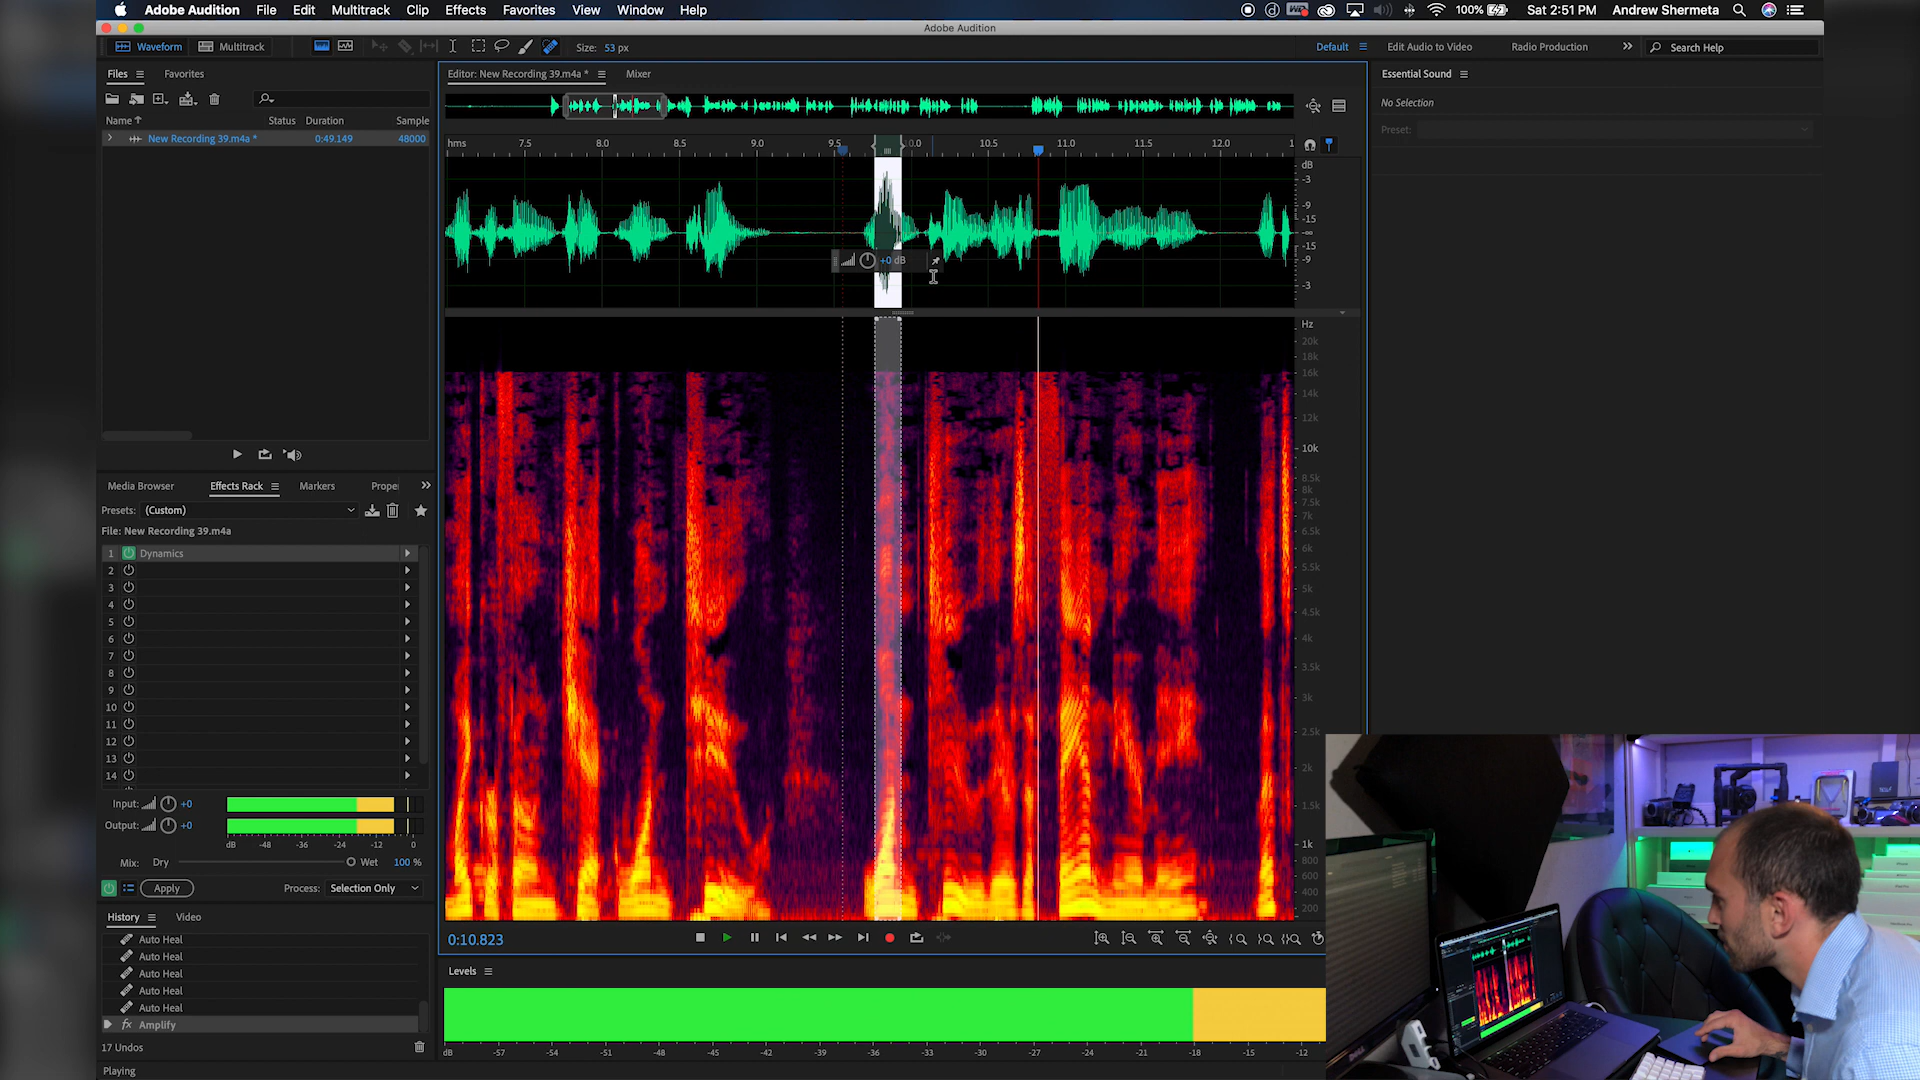 Adobe Audition File Edit Multitrack Clip Effects Favorites View Window Help
100% Sat 2:51 PM Andrew Shermeta
Adobe Audition
Waveform Multitrack Size: 53 px Default Edit Audio to Video Radio Production Search Help
Files Favorites
Editor: New Recording 39.m4a * Mixer
Essential Sound
No Selection
Preset:
Name Status Duration Sample
New Recording 39.m4a * 0:49.149 48000
hms 7.5 8.0 8.5 9.0 9.5 0.0 10.5 11.0 11.5 12.0 1
dB
-3
-9
-15
-∞
-15
-9
-3
+0 dB
Hz
20k
18k
16k
14k
12k
10k
8.5k
8k
7.5k
7k
6.5k
6k
5.5k
5k
4.5k
4k
3.5k
3k
2.5k
2k
1.5k
1k
800
600
400
200
Media Browser Effects Rack Markers Proper
Presets: (Custom)
File: New Recording 39.m4a
1 Dynamics
2
3
4
5
6
7
8
9
10
11
12
13
14
Input: +0
Output: +0
dB -48 -36 -24 -12 0
Mix: Dry Wet 100 %
Apply Process: Selection Only
History Video
Auto Heal
Auto Heal
Auto Heal
Auto Heal
Auto Heal
fx Amplify
17 Undos
Playing
0:10.823
Levels
dB -57 -54 -51 -48 -45 -42 -39 -36 -33 -30 -27 -24 -21 -18 -15 -12